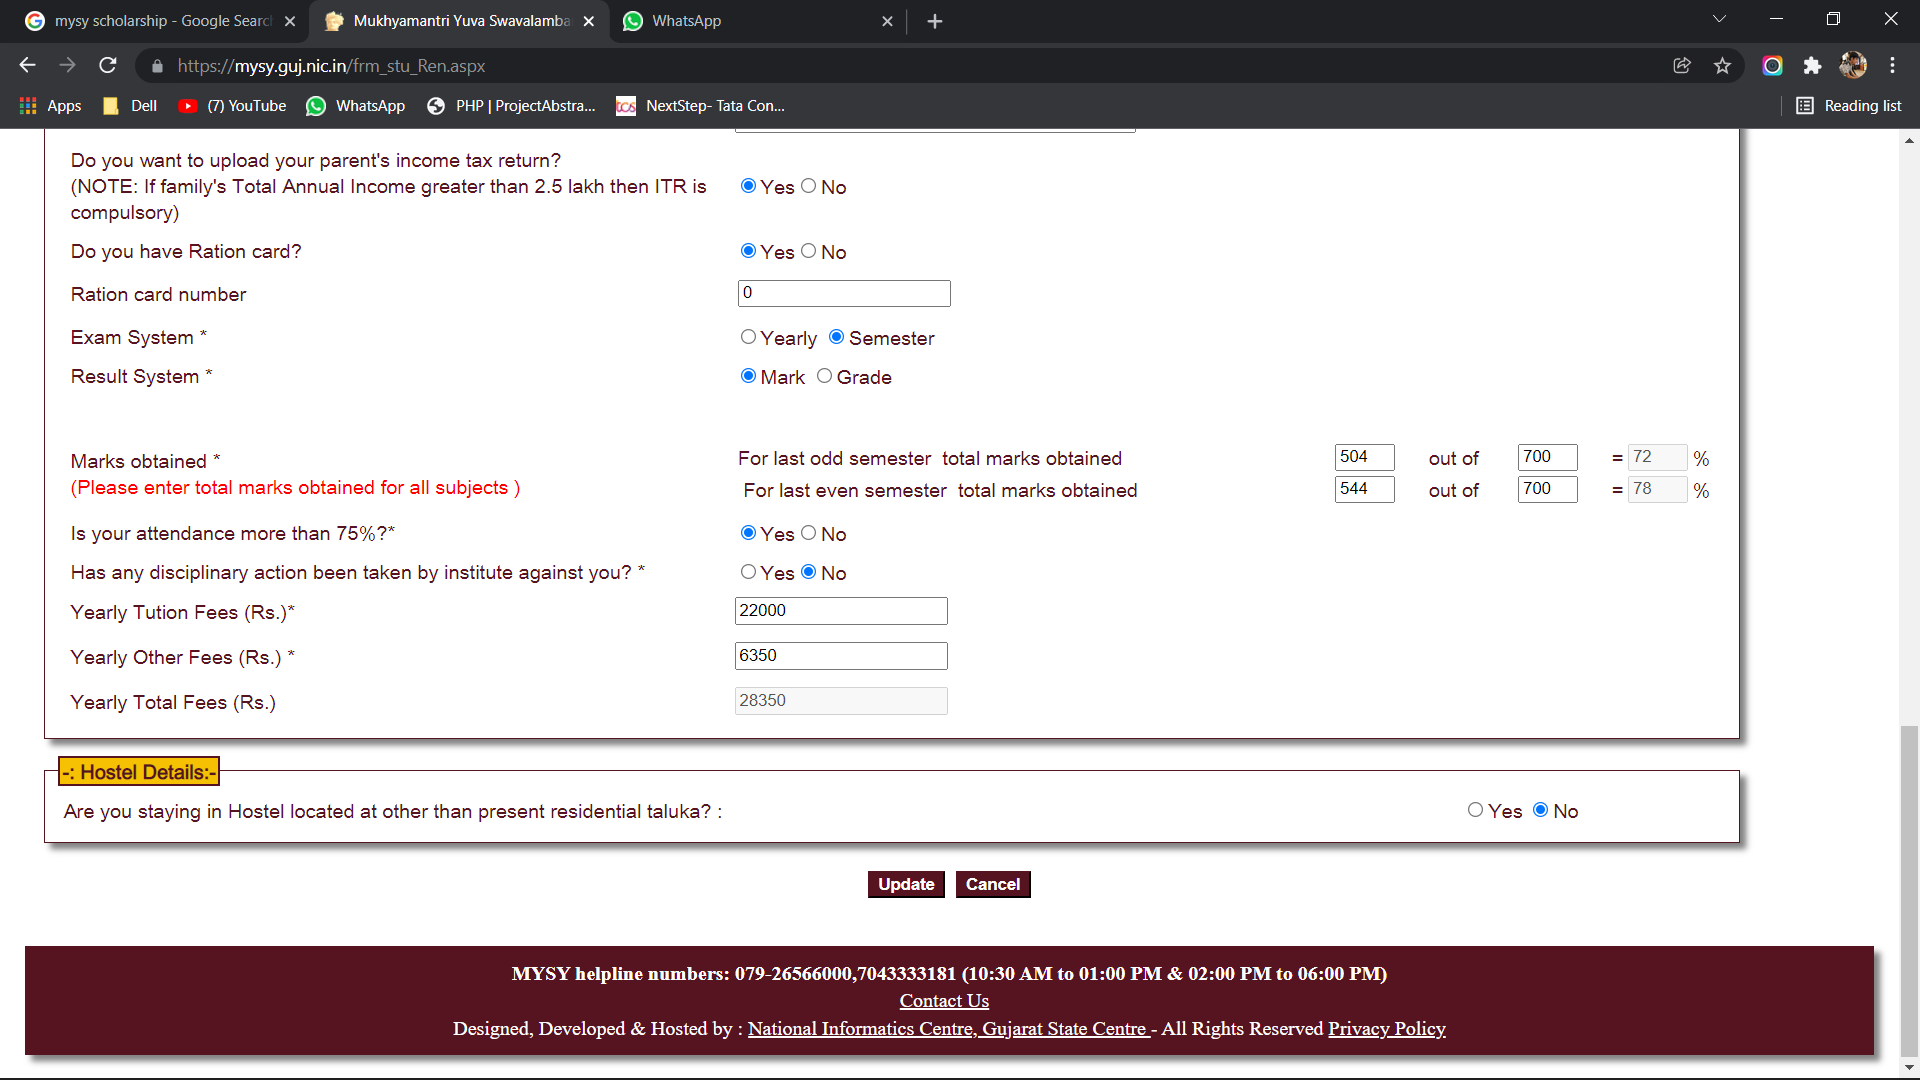 mysy scholarship - Google Searc
Mukhyamantri Yuva Swavalamba
WhatsApp
https://mysy.guj.nic.in/frm_stu_Ren.aspx
Apps
Dell
(7) YouTube
WhatsApp
PHP | ProjectAbstra...
tcs
NextStep- Tata Con...
Reading list
Do you want to upload your parent's income tax return?
(NOTE: If family's Total Annual Income greater than 2.5 lakh then ITR is Yes No
compulsory)
Do you have Ration card? Yes No
Ration card number 0
Exam System * Yearly Semester
Result System * Mark Grade
Marks obtained * For last odd semester total marks obtained 504 out of 700 = 72 %
(Please enter total marks obtained for all subjects ) For last even semester total marks obtained 544 out of 700 = 78 %
Is your attendance more than 75%?* Yes No
Has any disciplinary action been taken by institute against you? * Yes No
Yearly Tution Fees (Rs.)* 22000
Yearly Other Fees (Rs.) * 6350
Yearly Total Fees (Rs.) 28350
-: Hostel Details:-
Are you staying in Hostel located at other than present residential taluka? : Yes No
Update Cancel
MYSY helpline numbers: 079-26566000,7043333181 (10:30 AM to 01:00 PM & 02:00 PM to 06:00 PM)
Contact Us
Designed, Developed & Hosted by : National Informatics Centre, Gujarat State Centre - All Rights Reserved Privacy Policy